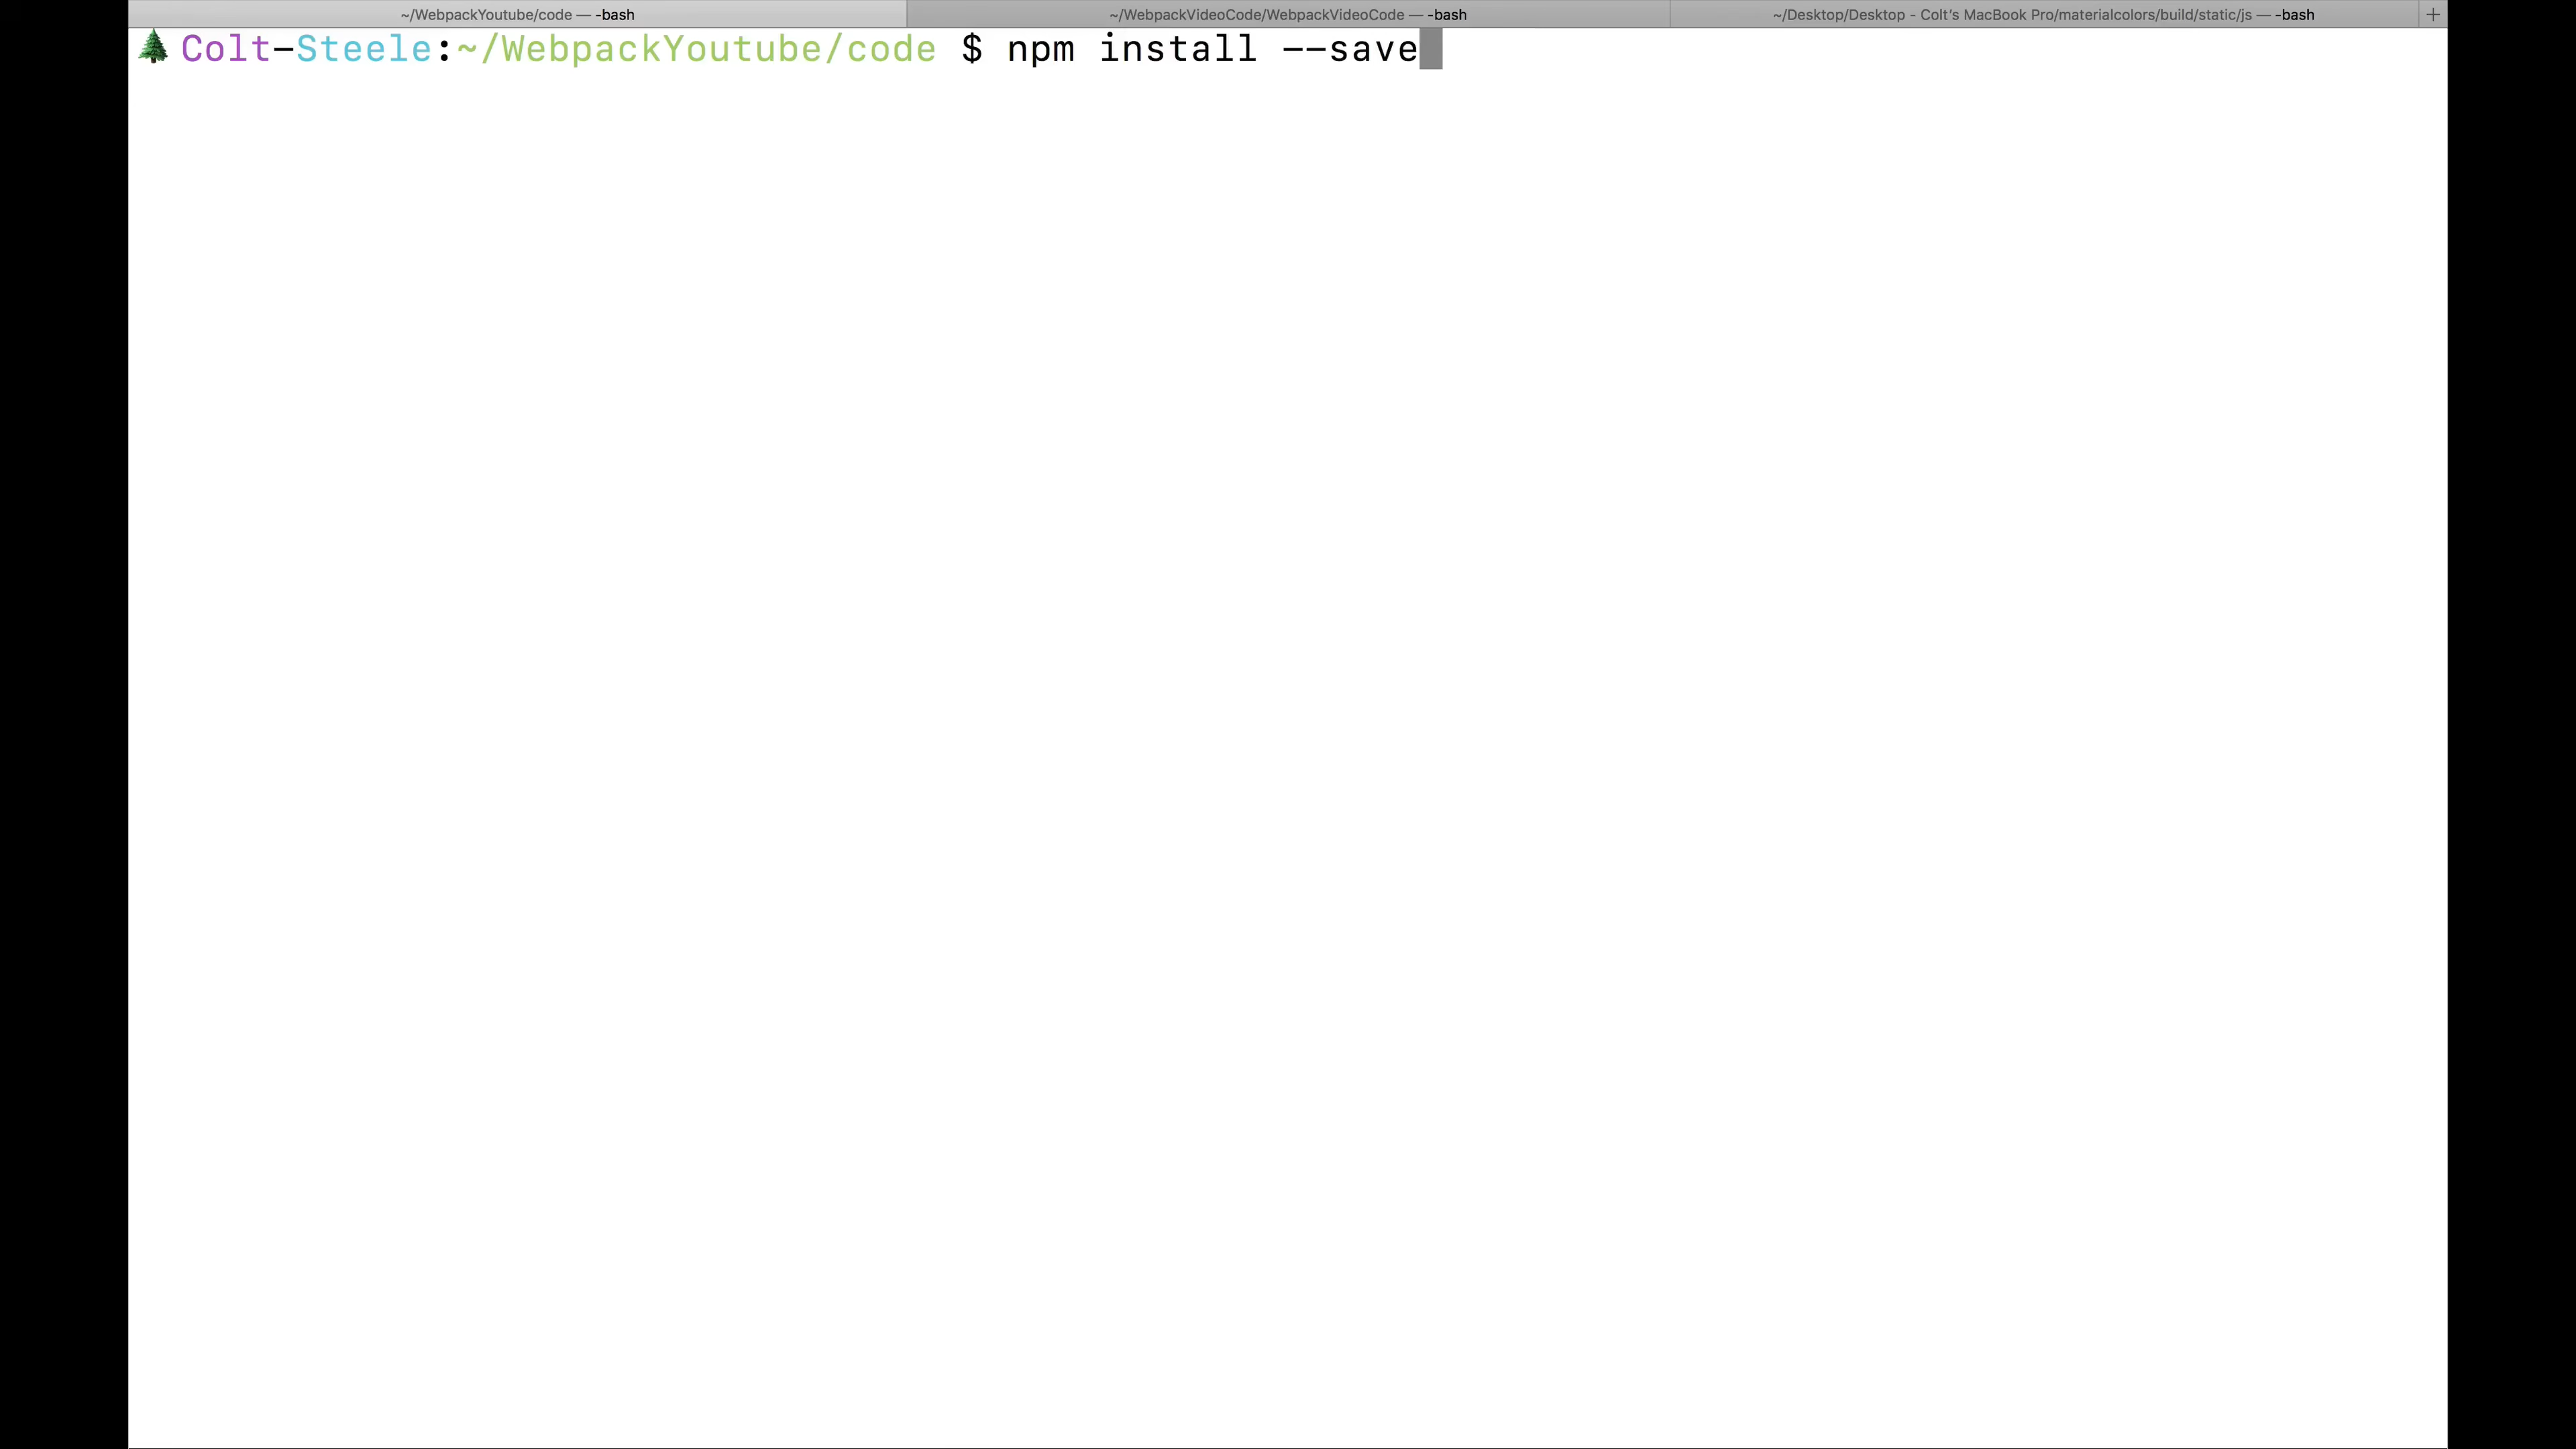 ~/WebpackYoutube/code — -bash
~/WebpackVideoCode/WebpackVideoCode — -bash
~/Desktop/Desktop - Colt’s MacBook Pro/materialcolors/build/static/js — -bash
Colt-Steele:~/WebpackYoutube/code $ npm install --save